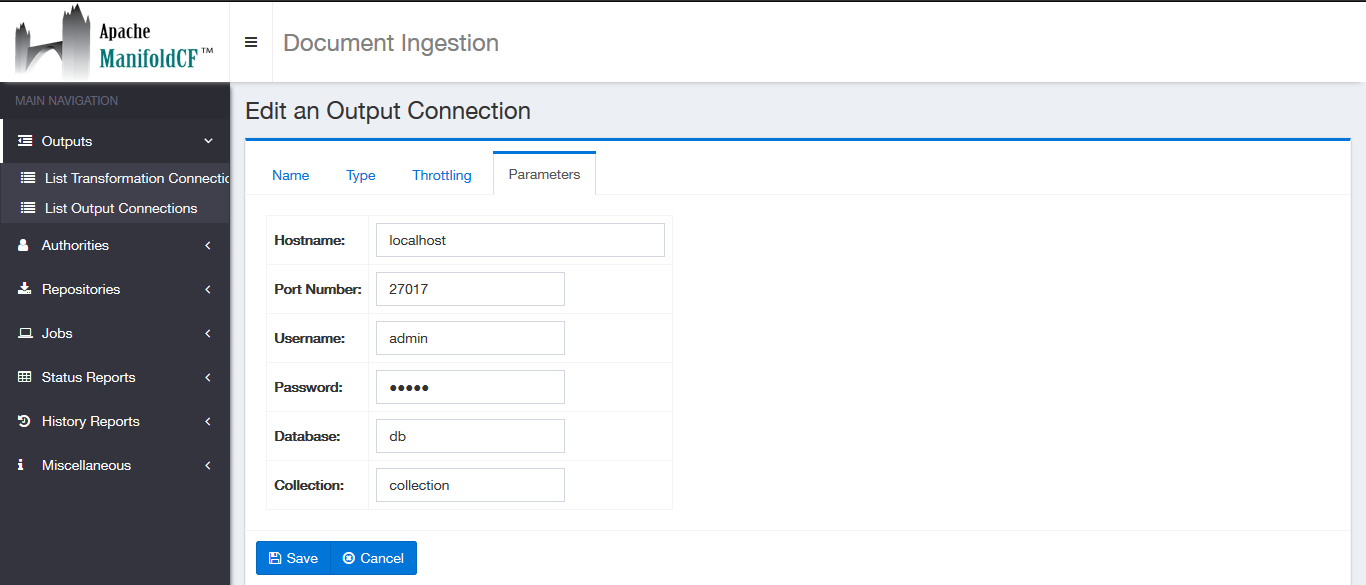 Apache
ManifoldCF™
Document Ingestion
MAIN NAVIGATION
Outputs
List Transformation Connectio
List Output Connections
Authorities
Repositories
Jobs
Status Reports
History Reports
Miscellaneous
Edit an Output Connection
Name Type Throttling Parameters
Hostname: localhost
Port Number: 27017
Username: admin
Password: •••••
Database: db
Collection: collection
Save Cancel